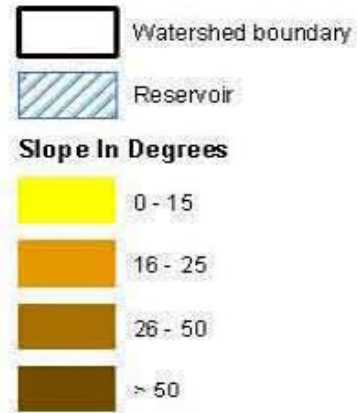 Watershed boundary
Reservoir
Slope In Degrees
0 - 15
16 - 25
26 - 50
> 50